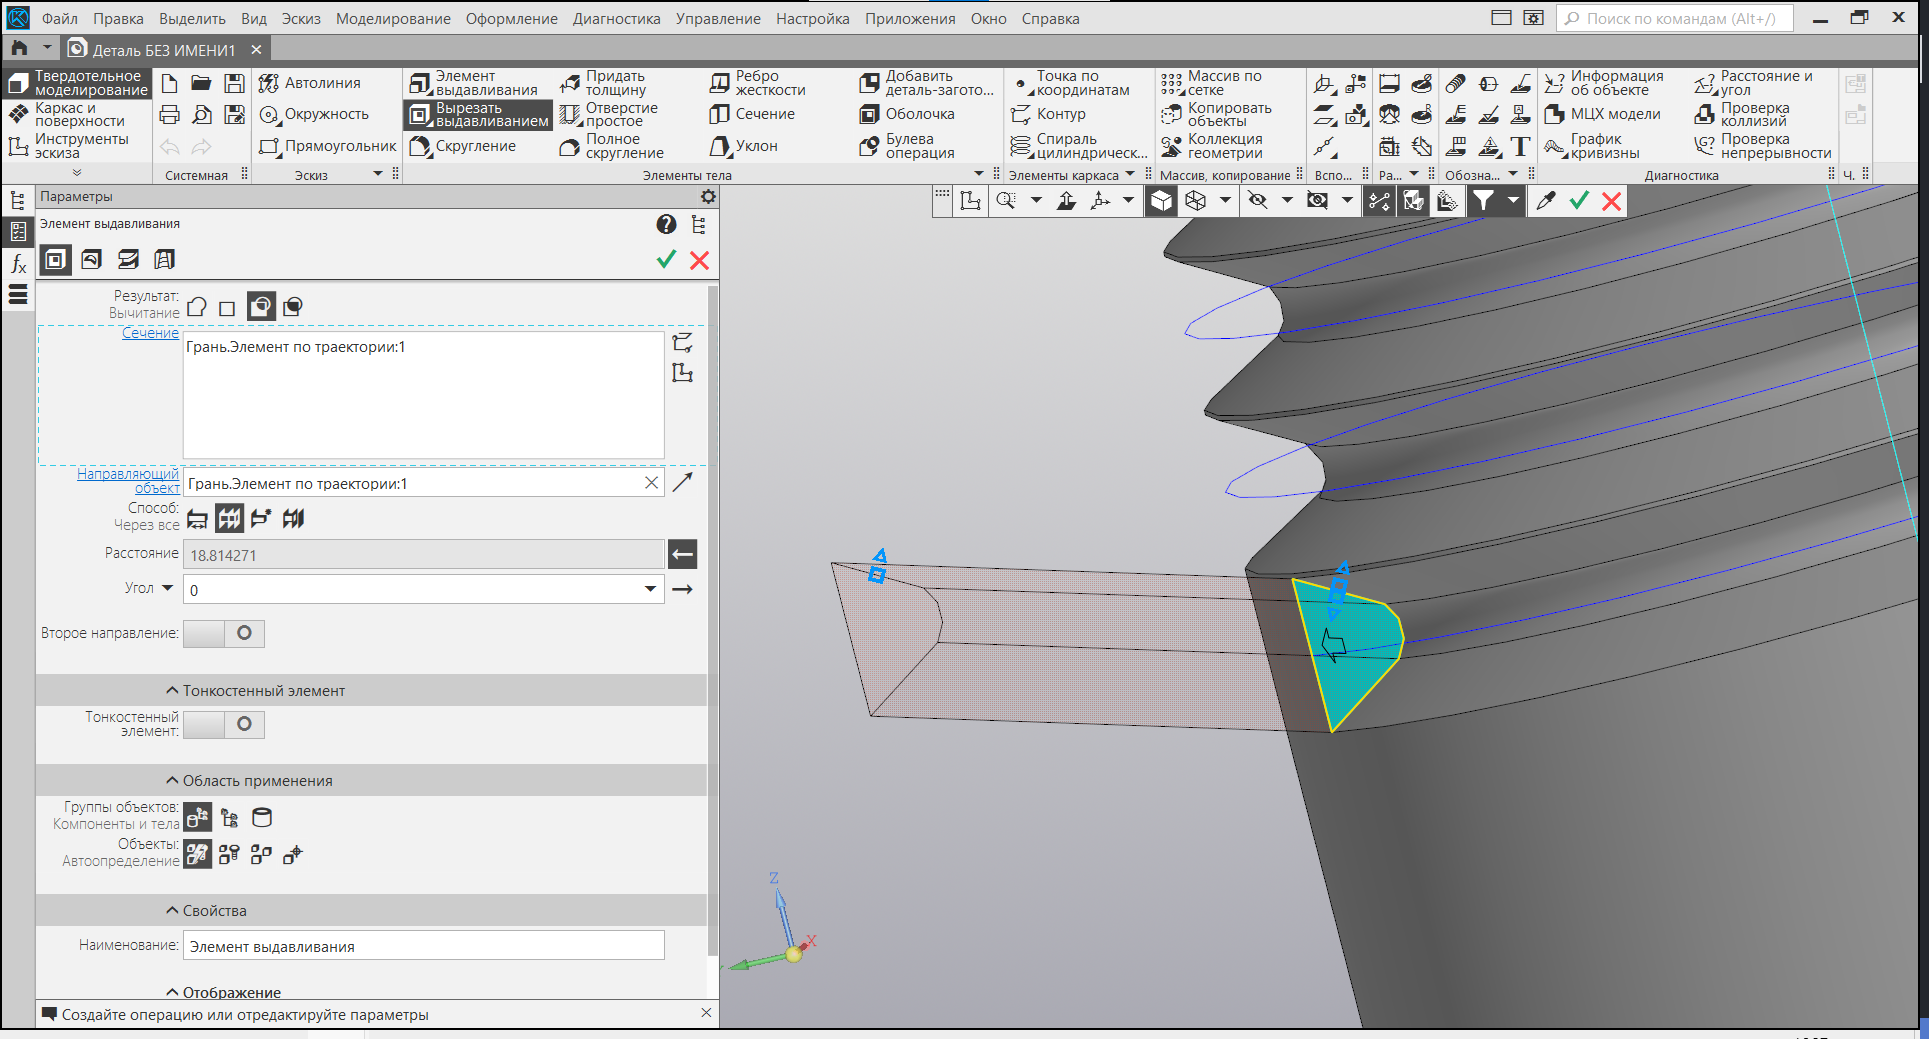 Файл Правка Выделить Вид Эскиз Моделирование Оформление Диагностика Управление Настройка Приложения Окно Справка
Поиск по командам (Alt+/)
Деталь БЕЗ ИМЕНИ1
Твердотельное моделирование
Каркас и поверхности
Инструменты эскиза
Системная
Автолиния
Окружность
Прямоугольник
Эскиз
Элемент выдавливания
Вырезать выдавливанием
Скругление
Придать толщину
Отверстие простое
Полное скругление
Ребро жесткости
Сечение
Уклон
Добавить деталь-загото...
Оболочка
Булева операция
Элементы тела
Точка по координатам
Контур
Спираль цилиндрическ...
Элементы каркаса
Массив по сетке
Копировать объекты
Коллекция геометрии
Массив, копирование
Вспо...
Ра...
Обозна...
Информация об объекте
МЦХ модели
График кривизны
Расстояние и угол
Проверка коллизий
Проверка непрерывности
Диагностика
Ч.
Параметры
Элемент выдавливания
Результат:
Вычитание
Сечение
Грань.Элемент по траектории:1
Направляющий объект
Грань.Элемент по траектории:1
Способ:
Через все
Расстояние
18.814271
Угол
0
Второе направление:
Тонкостенный элемент
Тонкостенный элемент:
Область применения
Группы объектов:
Компоненты и тела
Объекты:
Автоопределение
Свойства
Наименование:
Элемент выдавливания
Отображение
Создайте операцию или отредактируйте параметры
Z
X